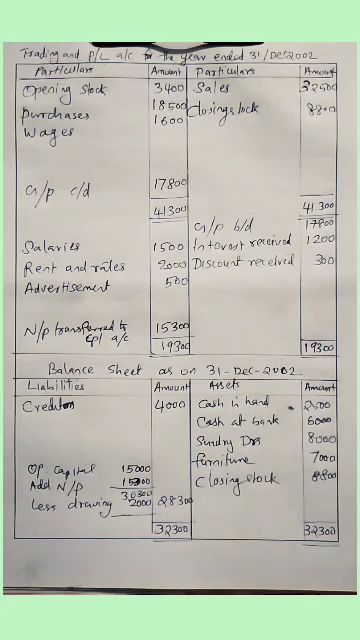 Trading and P/L a/c for the year ended 31/Dec 2002
Particulars Amount Particulars Amount
Opening stock 3400 Sales 32500
Purchases 18500 Closing stock 8800
Wages 1600
G/p c/d 17800
41300 41300
G/p b/d 17800
Salaries 1500 Interest received 1200
Rent and rates 2000 Discount received 300
Advertisement 500
N/p transferred to 15300
Cpl a/c
19300 19300
Balance Sheet as on 31-Dec-2002
Liabilities Amount Assets Amount
Creditors 4000 Cash in hand 2500
Cash at bank 6000
Sundry Drs 8000
Furniture 7000
Op capital 15000 Closing stock 8800
Add N/p 15300
30300
Less drawing 2000 28300
32300 32300